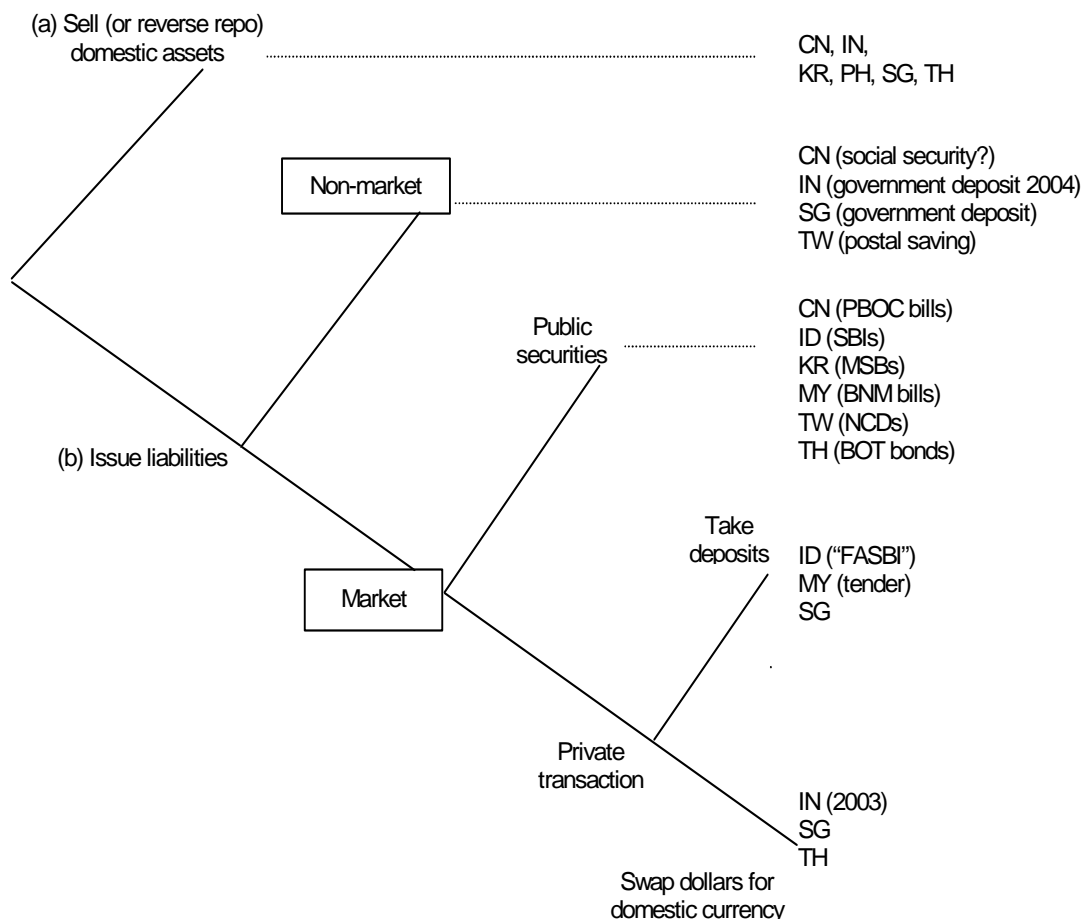 (a) Sell (or reverse repo)
domestic assets
CN, IN,
KR, PH, SG, TH
Non-market
CN (social security?)
IN (government deposit 2004)
SG (government deposit)
TW (postal saving)
Public
securities
CN (PBOC bills)
ID (SBIs)
KR (MSBs)
MY (BNM bills)
TW (NCDs)
TH (BOT bonds)
(b) Issue liabilities
Take
deposits
ID (“FASBI”)
MY (tender)
SG
Market
Private
transaction
IN (2003)
SG
TH
Swap dollars for
domestic currency